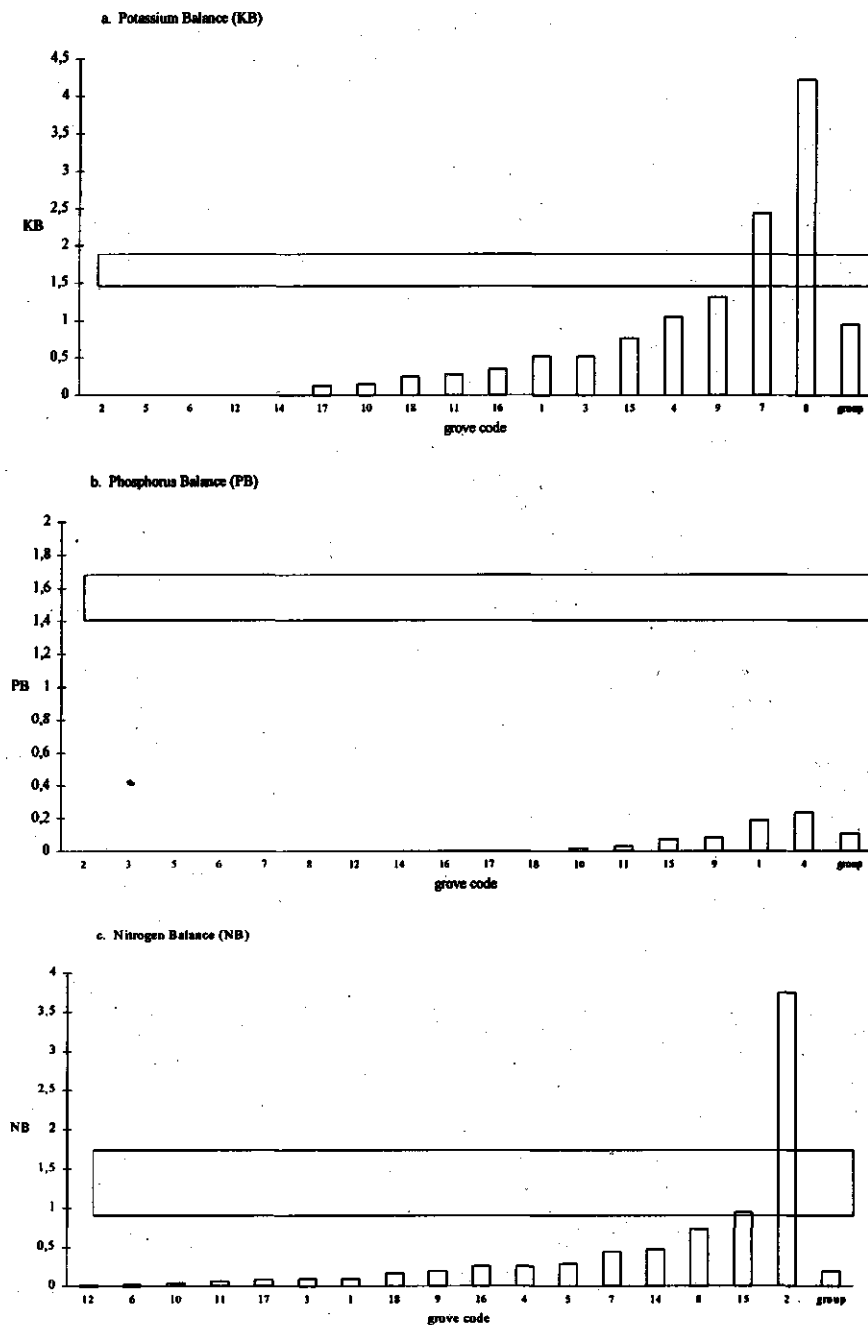 a. Potassium Balance (KB)
4,5
4
3,5
3
2,5
KB
2
1,5
1
0,5
0
2 5 6 12 14 17 10 18 11 16 1 3 15 4 9 7 8 group
grove code
b. Phosphorus Balance (PB)
2
1,8
1,6
1,4
1,2
PB
1
0,8
0,6
0,4
0,2
0
2 3 5 6 7 8 12 14 16 17 18 10 11 15 9 1 4 group
grove code
c. Nitrogen Balance (NB)
4
3,5
3
2,5
NB
2
1,5
1
0,5
0
12 6 10 11 17 3 1 18 9 16 4 5 7 14 8 15 2 group
grove code